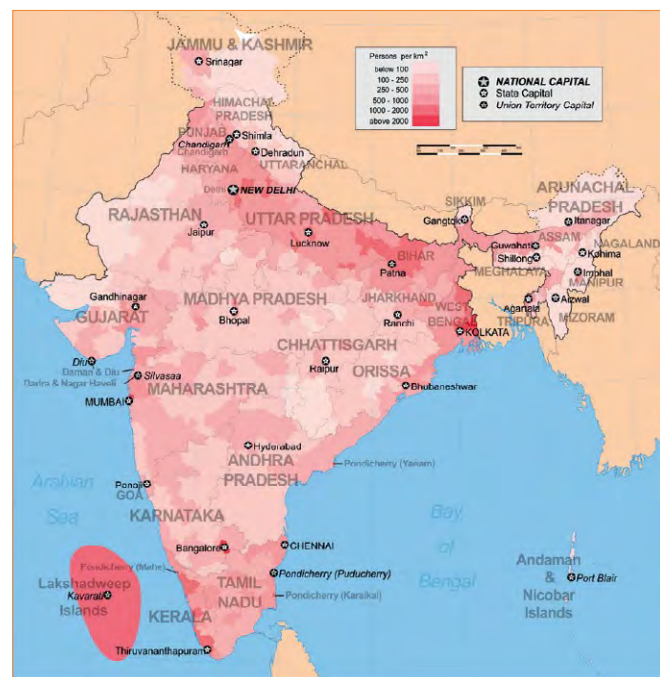 JAMMU & KASHMIR
Srinagar
Persons per km²
below 100
100 - 250
250 - 500
500 - 1000
1000 - 2000
above 2000
NATIONAL CAPITAL
State Capital
Union Territory Capital
HIMACHAL
PRADESH
PUNJAB
Shimla
Chandigarh
Chandigarh
Dehradun
UTTARANCHAL
HARYANA
Delhi
NEW DELHI
ARUNACHAL
PRADESH
SIKKIM
Gangtok
Itanagar
RAJASTHAN
UTTAR PRADESH
Jaipur
Lucknow
ASSAM
Guwahati
NAGALAND
Kohima
Shillong
BIHAR
Patna
MEGHALAYA
Imphal
MANIPUR
Gandhinagar
MADHYA PRADESH
JHARKHAND
GUJARAT
Bhopal
Ranchi
WEST
BENGAL
Agartala
TRIPURA
Aizwal
MIZORAM
KOLKATA
CHHATTISGARH
Diu
Daman & Diu
Silvasaa
Raipur
ORISSA
MAHARASHTRA
Bhubaneshwar
MUMBAI
Hyderabad
ANDHRA
PRADESH
Pondicherry (Yanam)
Arabian
Sea
GOA
KARNATAKA
Bay
of
Bengal
Bangalore
CHENNAI
Pondicherry (Mahe)
Pondicherry (Puducherry)
Andaman
&
Nicobar
Islands
Port Blair
Lakshadweep
Kavarati
Islands
TAMIL
NADU
Pondicherry (Karaikal)
KERALA
Thiruvananthapuram